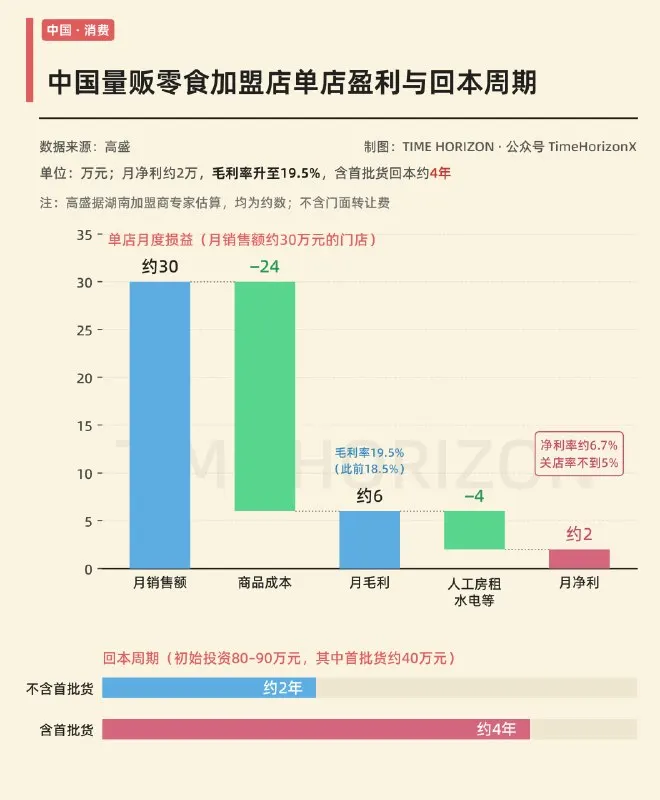 中国·消费
中国量贩零食加盟店单店盈利与回本周期
数据来源：高盛
制图：TIME HORIZON · 公众号 TimeHorizonX
单位：万元；月净利约2万，毛利率升至19.5%，含首批货回本约4年
注：高盛据湖南加盟商专家估算，均为约数；不含门面转让费
单店月度损益（月销售额约30万元的门店）
35
30
25
20
15
10
5
0
约30
−24
毛利率19.5%
(此前18.5%)
约6
−4
净利率约6.7%
关店率不到5%
约2
TIME HORIZON
月销售额
商品成本
月毛利
人工房租
水电等
月净利
回本周期（初始投资80-90万元，其中首批货约40万元）
不含首批货
约2年
含首批货
约4年